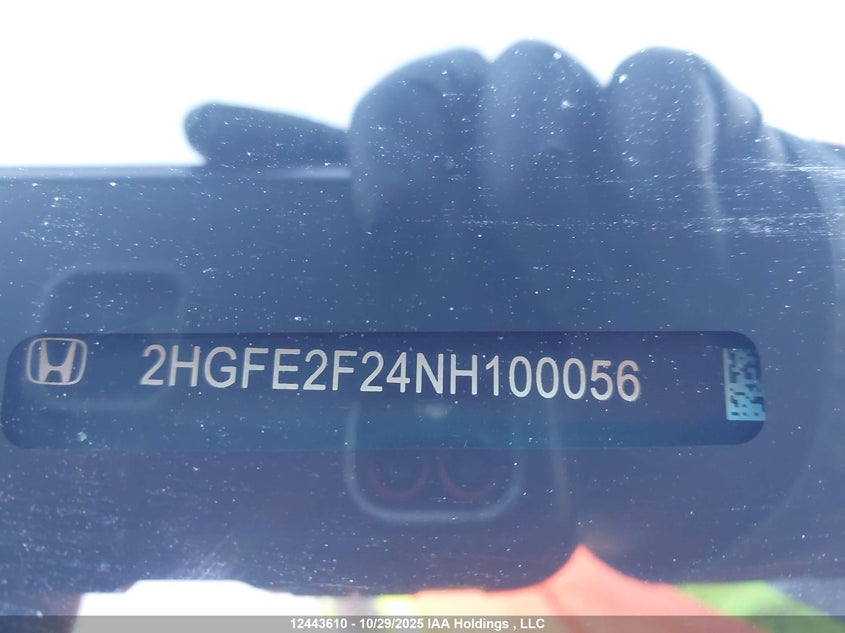 2HGFE2F24NH100056
12443610 - 10/29/2025 IAA Holdings , LLC